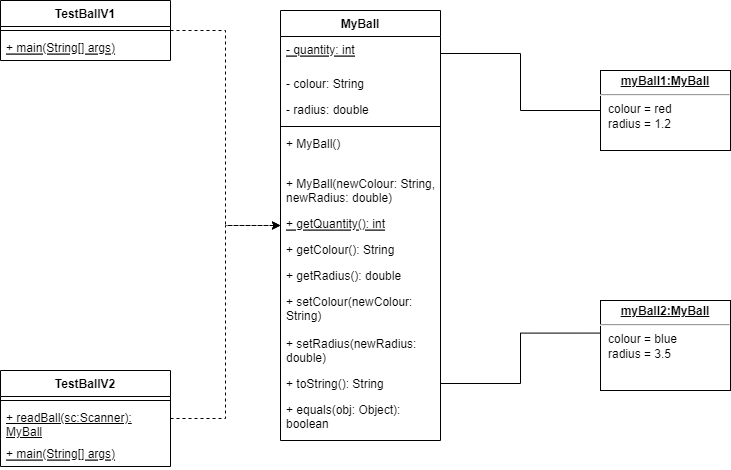 TestBallV1
+ main(String[] args)
MyBall
- quantity: int
- colour: String
- radius: double
+ MyBall()
+ MyBall(newColour: String,
newRadius: double)
+ getQuantity(): int
+ getColour(): String
+ getRadius(): double
+ setColour(newColour:
String)
+ setRadius(newRadius:
double)
+ toString(): String
+ equals(obj: Object):
boolean
myBall1:MyBall
colour = red
radius = 1.2
myBall2:MyBall
colour = blue
radius = 3.5
TestBallV2
+ readBall(sc:Scanner):
MyBall
+ main(String[] args)